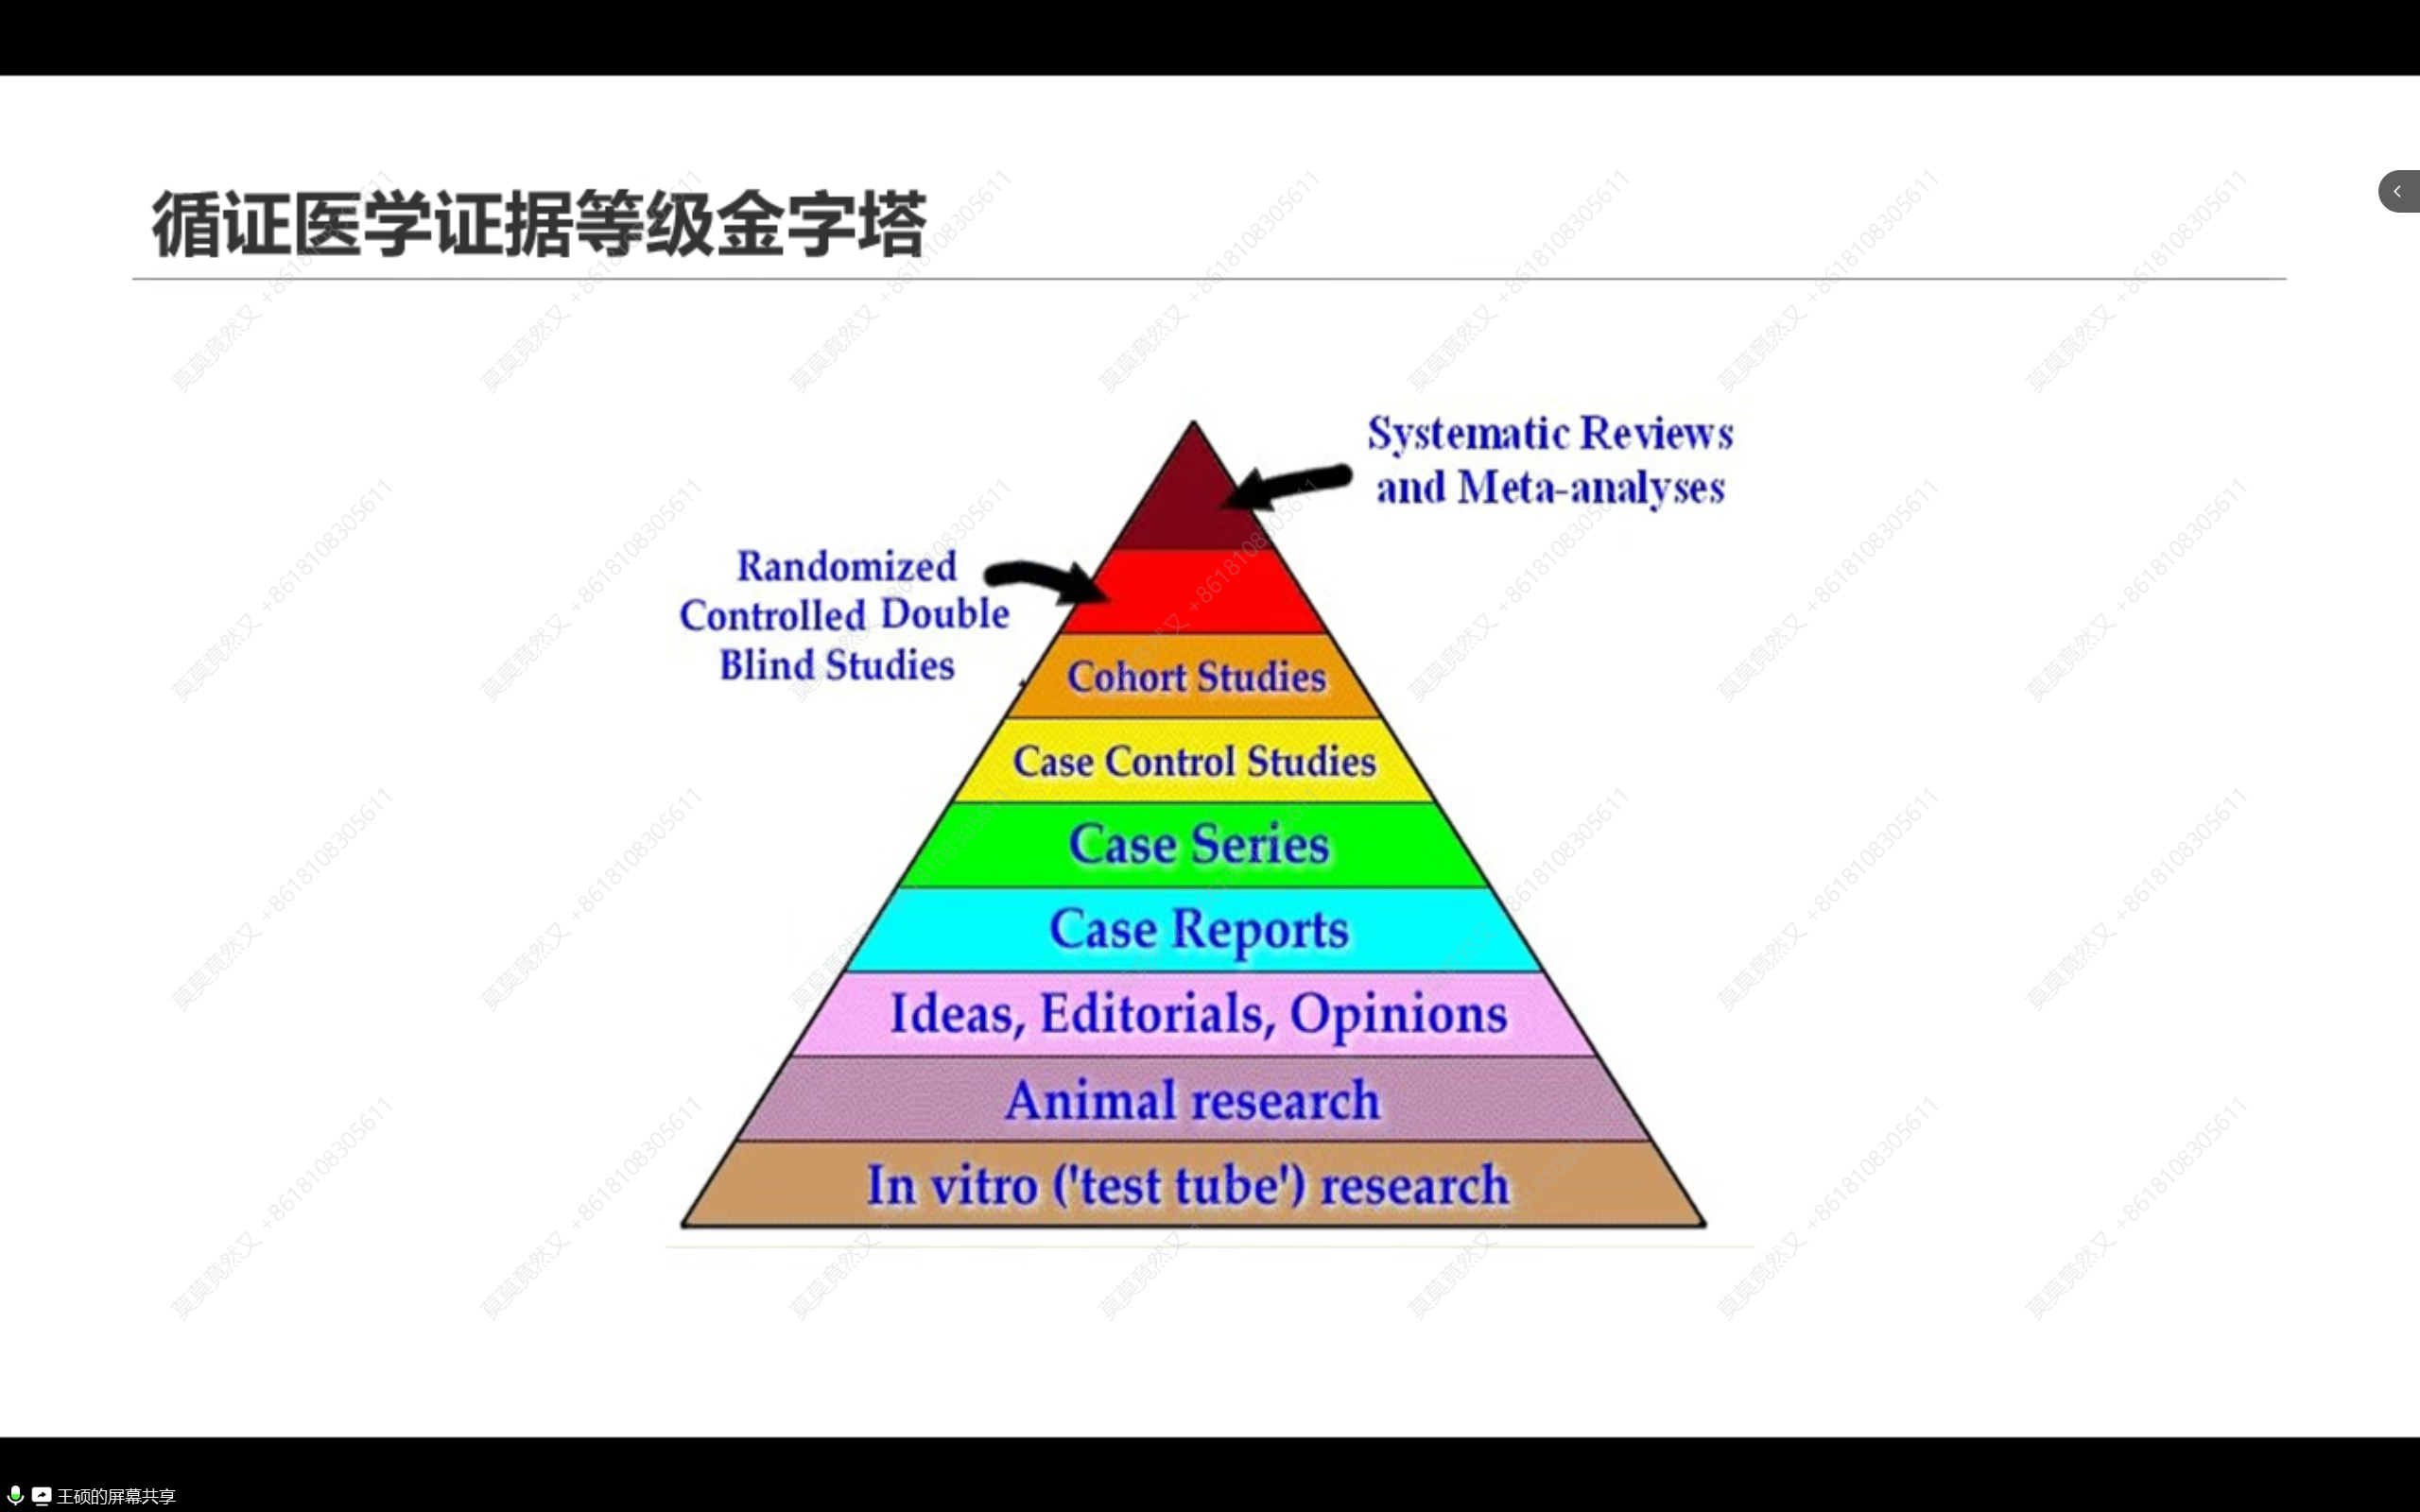 循证医学证据等级金字塔
Systematic Reviews
and Meta-analyses
Randomized
Controlled Double
Blind Studies
Cohort Studies
Case Control Studies
Case Series
Case Reports
Ideas, Editorials, Opinions
Animal research
In vitro ('test tube') research
莫莫竟然又 +8618108305611
王硕的屏幕共享